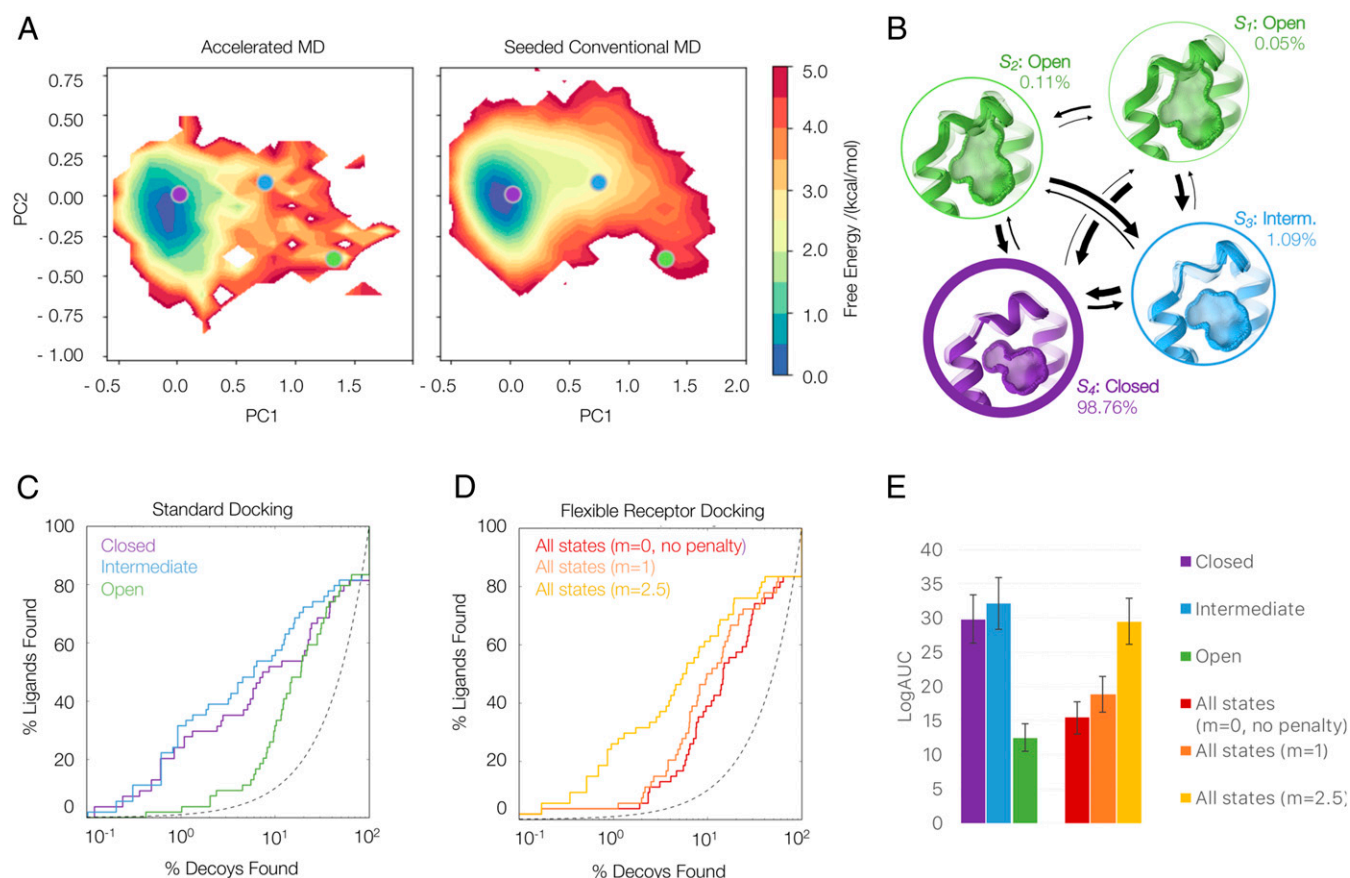 A
Accelerated MD
Seeded Conventional MD
0.75
0.50
0.25
0.00
- 0.25
- 0.50
-0.75
- 1.00
PC2
- 0.5
0.0
0.5
1.0
1.5
PC1
- 0.5
0.0
0.5
1.0
1.5
2.0
PC1
5.0
4.0
3.0
2.0
1.0
0.0
Free Energy /(kcal/mol)
B
S1: Open
0.05%
S2: Open
0.11%
S3: Interm.
1.09%
S4: Closed
98.76%
C
Standard Docking
Closed
Intermediate
Open
100
80
60
40
20
0
% Ligands Found
10-1
100
101
102
% Decoys Found
D
Flexible Receptor Docking
All states (m=0, no penalty)
All states (m=1)
All states (m=2.5)
100
80
60
40
20
0
% Ligands Found
10-1
100
101
102
% Decoys Found
E
40
35
30
25
20
15
10
5
0
LogAUC
Closed
Intermediate
Open
All states
(m=0, no penalty)
All states (m=1)
All states (m=2.5)